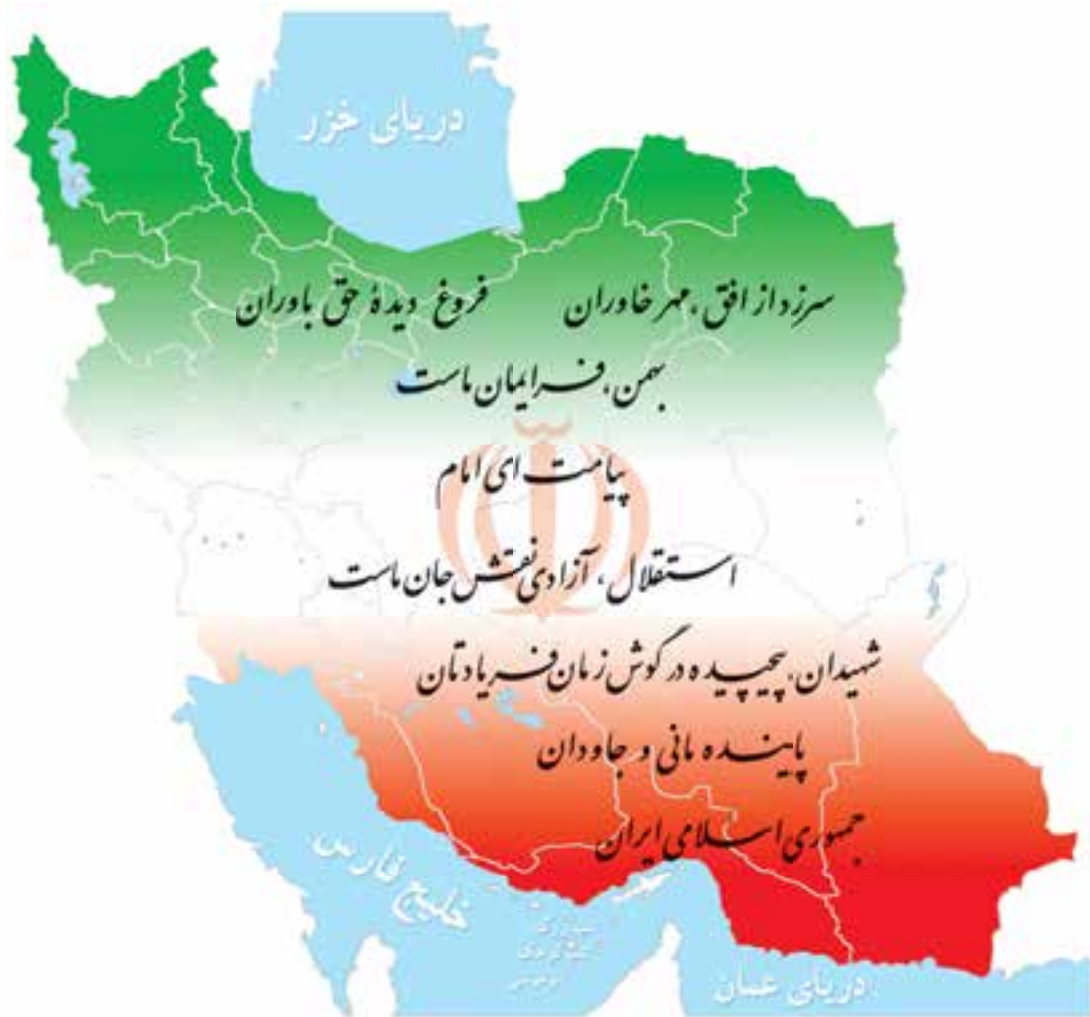 دریای خزر
سرزد از افق، مهر خاوران فروغ دیدهٔ حق باوران
بهمن، فر ایمان ماست
پیامت ای امام
استقلال، آزادی نقش جان ماست
شهیدان، پیچیده در گوش زمان فریادتان
پاینده مانی و جاودان
جمهوری اسلامی ایران
خلیج فارس
دریای عمان